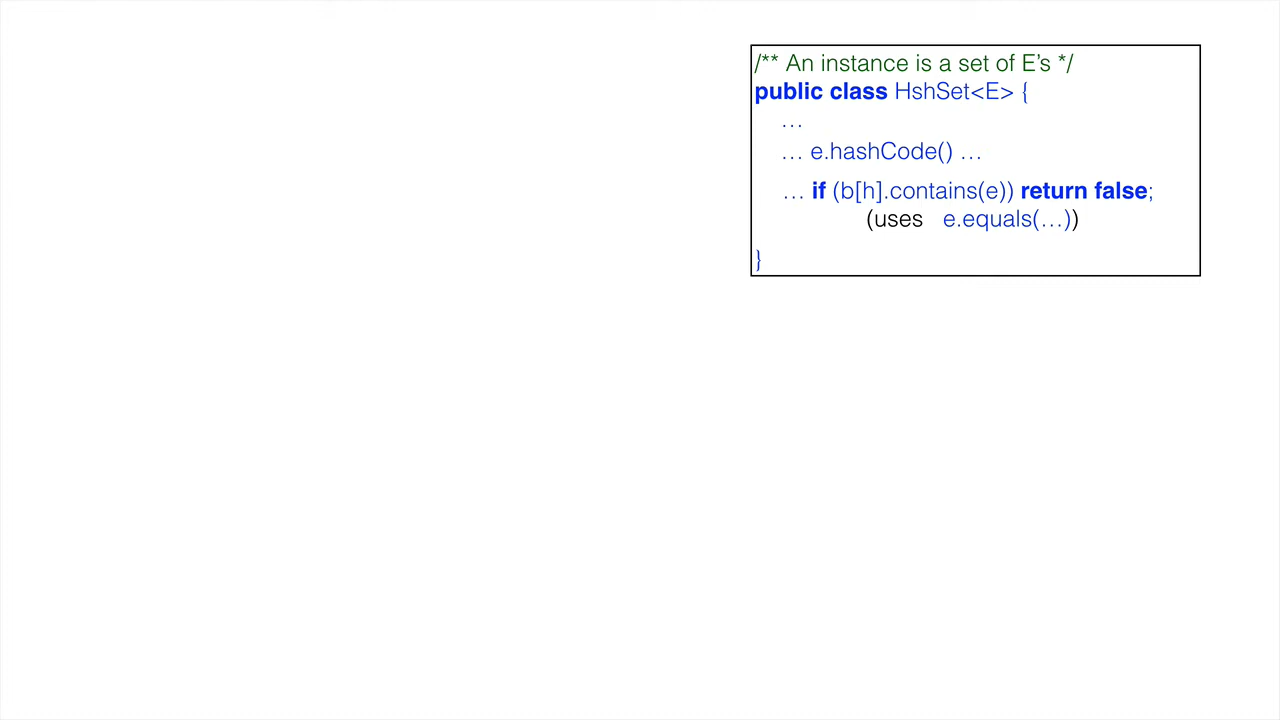 /** An instance is a set of E’s */
public class HshSet<E> {
…
… e.hashCode() …
… if (b[h].contains(e)) return false;
(uses e.equals(…))
}